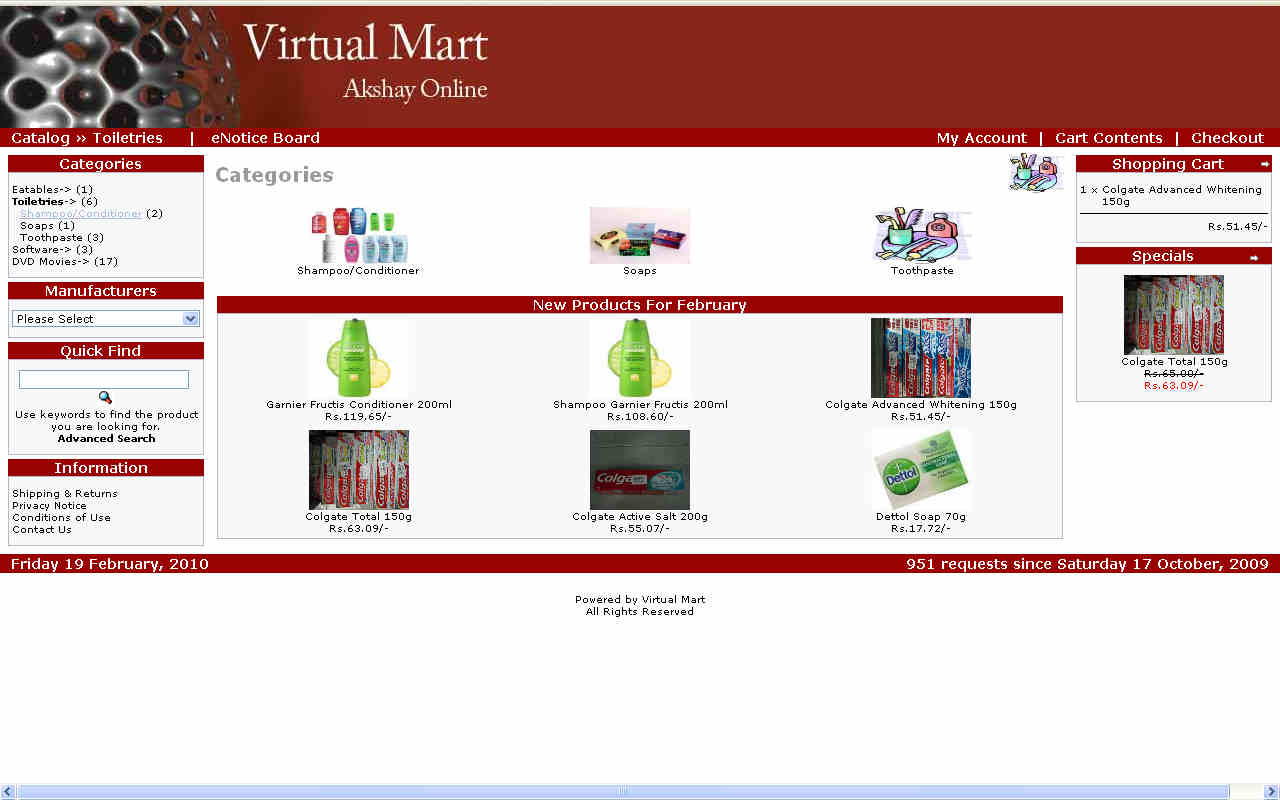 Virtual Mart
Akshay Online
Catalog » Toiletries | eNotice Board
My Account | Cart Contents | Checkout
Categories
Eatables-> (1)
Toiletries-> (6)
Shampoo/Conditioner (2)
Soaps (1)
Toothpaste (3)
Software-> (3)
DVD Movies-> (17)
Manufacturers
Please Select
Quick Find
Use keywords to find the product
you are looking for.
Advanced Search
Information
Shipping & Returns
Privacy Notice
Conditions of Use
Contact Us
Categories
Shampoo/Conditioner
Soaps
Toothpaste
New Products For February
Garnier Fructis Conditioner 200ml
Rs.119.65/-
Shampoo Garnier Fructis 200ml
Rs.108.60/-
Colgate Advanced Whitening 150g
Rs.51.45/-
Colgate Total 150g
Rs.63.09/-
Colgate
Colgate Active Salt 200g
Rs.55.07/-
Dettol
Dettol Soap 70g
Rs.17.72/-
Shopping Cart
1 x Colgate Advanced Whitening
150g
Rs.51.45/-
Specials
Colgate Total 150g
Rs.65.00/-
Rs.63.09/-
Friday 19 February, 2010
951 requests since Saturday 17 October, 2009
Powered by Virtual Mart
All Rights Reserved